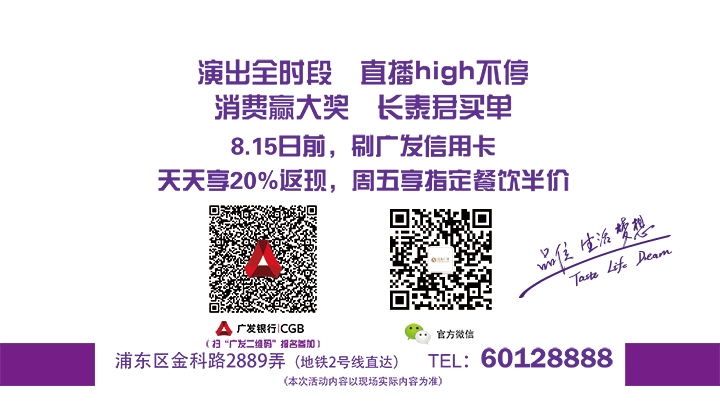 演出全时段 直播high不停
消费赢大奖 长泰君买单
8.15日前，刷广发信用卡
天天享20%返现，周五享指定餐饮半价
品位 生活 梦想
Taste Life Dream
广发银行|CGB
官方微信
（扫“广发二维码”报名参加）
浦东区金科路2889弄（地铁2号线直达） TEL：60128888
（本次活动内容以现场实际内容为准）